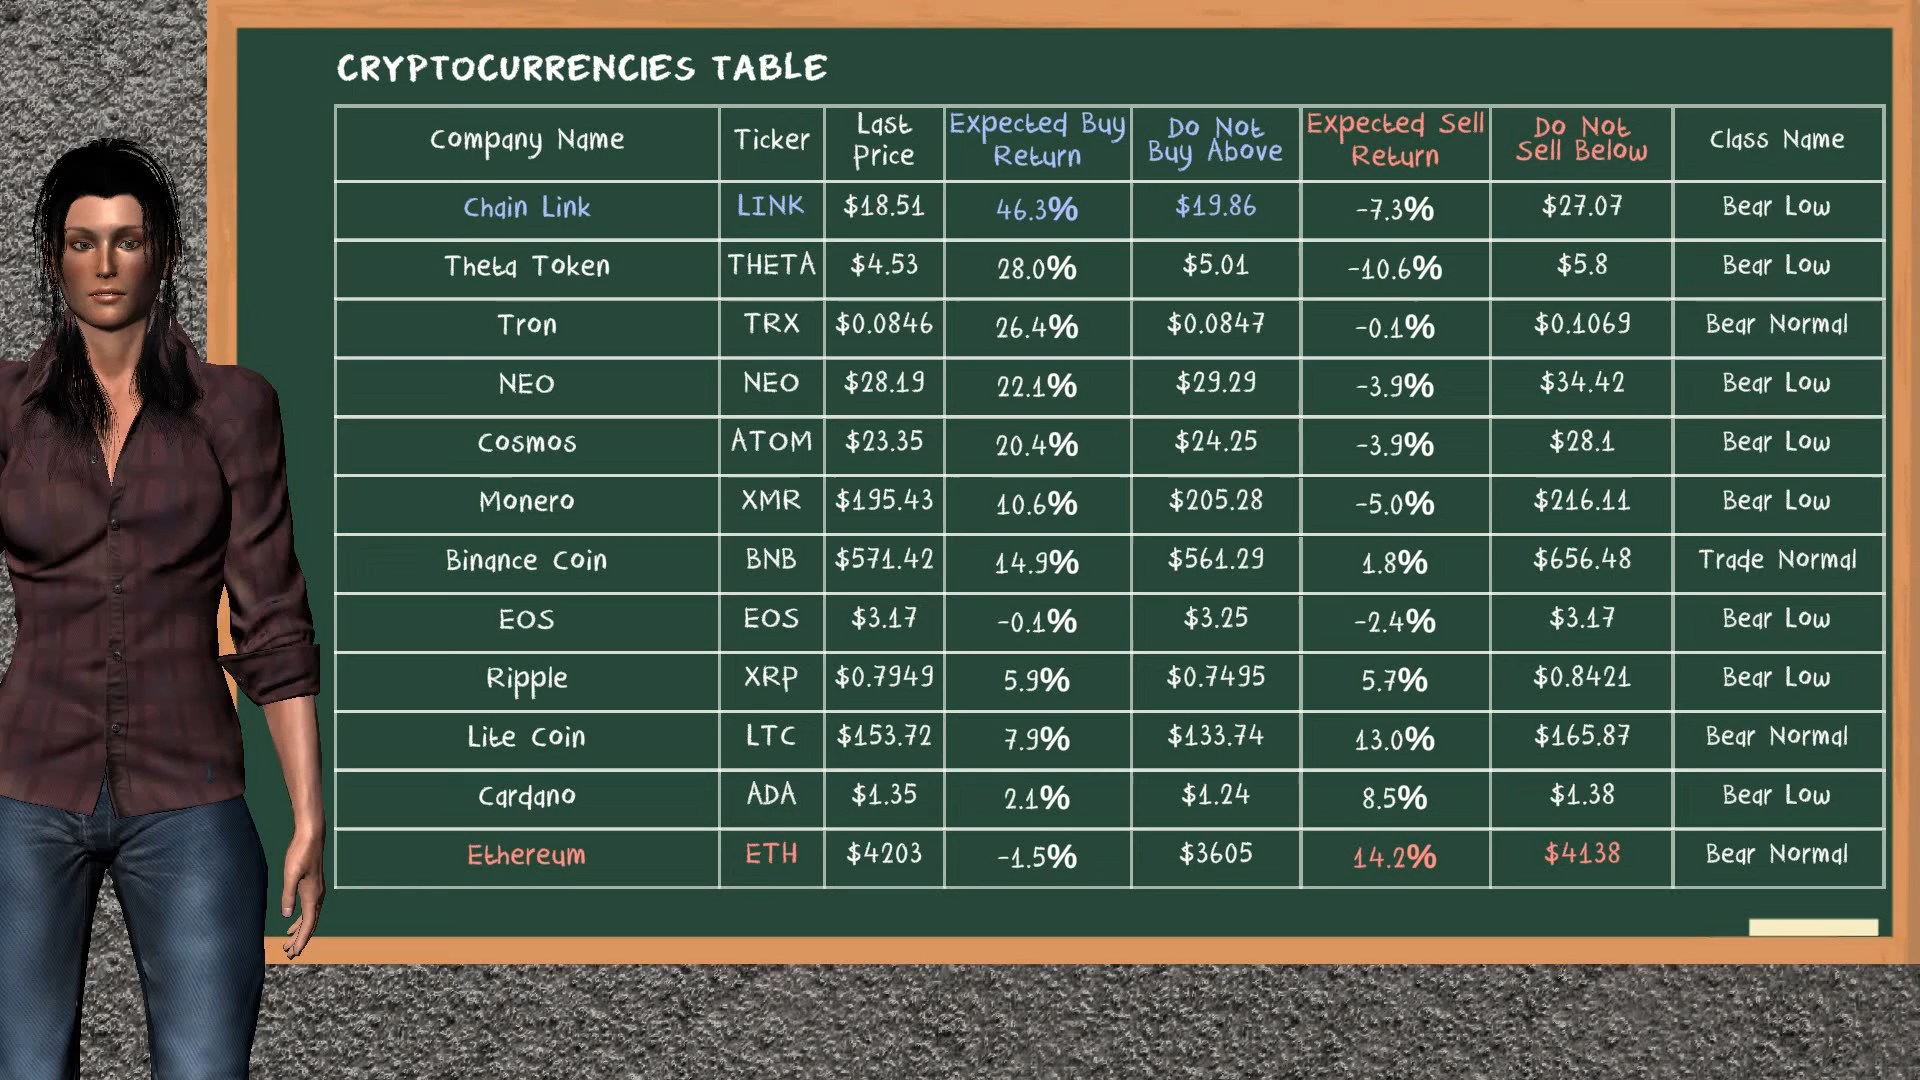 CRYPTOCURRENCIES TABLE
Company Name Ticker Last Price Expected Buy Return Do Not Buy Above Expected Sell Return Do Not Sell Below Class Name
Chain Link LINK $18.51 46.3% $19.86 -7.3% $27.07 Bear Low
Theta Token THETA $4.53 28.0% $5.01 -10.6% $5.8 Bear Low
Tron TRX $0.0846 26.4% $0.0847 -0.1% $0.1069 Bear Normal
NEO NEO $28.19 22.1% $29.29 -3.9% $34.42 Bear Low
Cosmos ATOM $23.35 20.4% $24.25 -3.9% $28.1 Bear Low
Monero XMR $195.43 10.6% $205.28 -5.0% $216.11 Bear Low
Binance Coin BNB $571.42 14.9% $561.29 1.8% $656.48 Trade Normal
EOS EOS $3.17 -0.1% $3.25 -2.4% $3.17 Bear Low
Ripple XRP $0.7949 5.9% $0.7495 5.7% $0.8421 Bear Low
Lite Coin LTC $153.72 7.9% $133.74 13.0% $165.87 Bear Normal
Cardano ADA $1.35 2.1% $1.24 8.5% $1.38 Bear Low
Ethereum ETH $4203 -1.5% $3605 14.2% $4138 Bear Normal